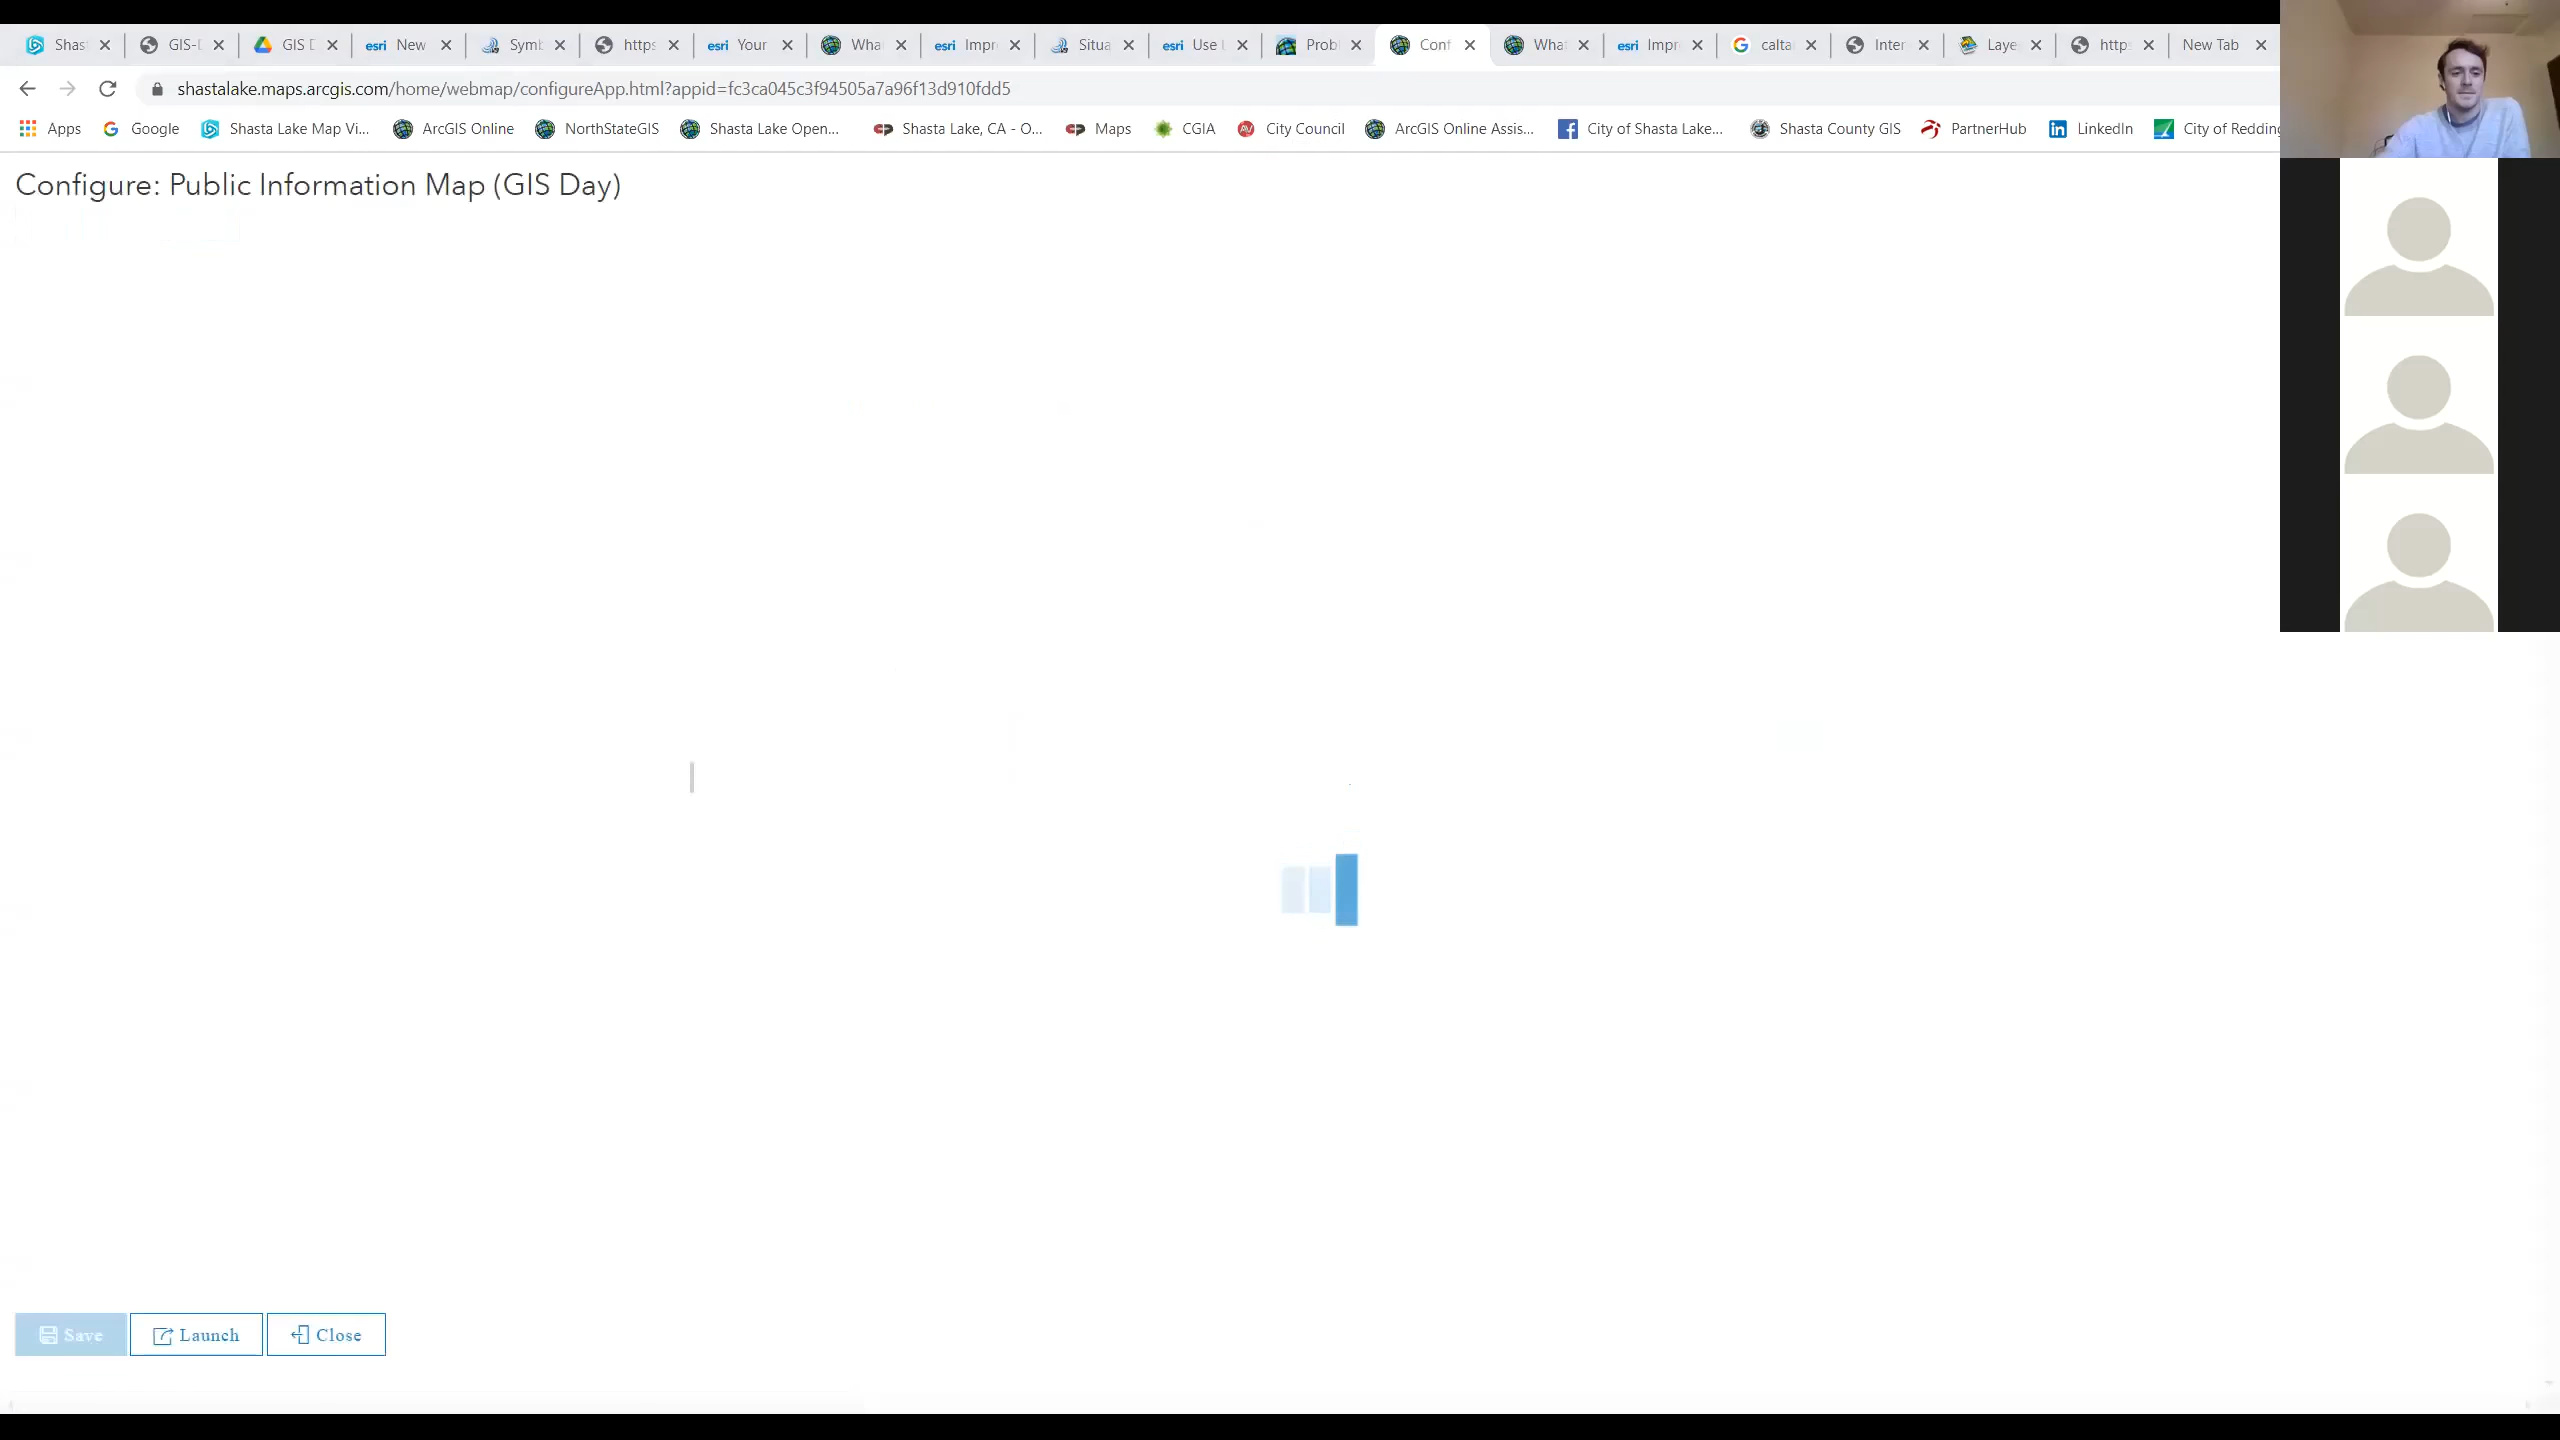 Shas GIS-D GIS D esri New Symb https esri Your Wha esri Impr Situa esri Use Probl Conf What esri Impr calta Inter Laye http New Tab
shastalake.maps.arcgis.com/home/webmap/configureApp.html?appid=fc3ca045c3f94505a7a96f13d910fdd5
Apps Google Shasta Lake Map Vi... ArcGIS Online NorthStateGIS Shasta Lake Open... Shasta Lake, CA - O... Maps CGIA City Council ArcGIS Online Assis... City of Shasta Lake... Shasta County GIS PartnerHub LinkedIn City of Redding
Configure: Public Information Map (GIS Day)
Save Launch Close